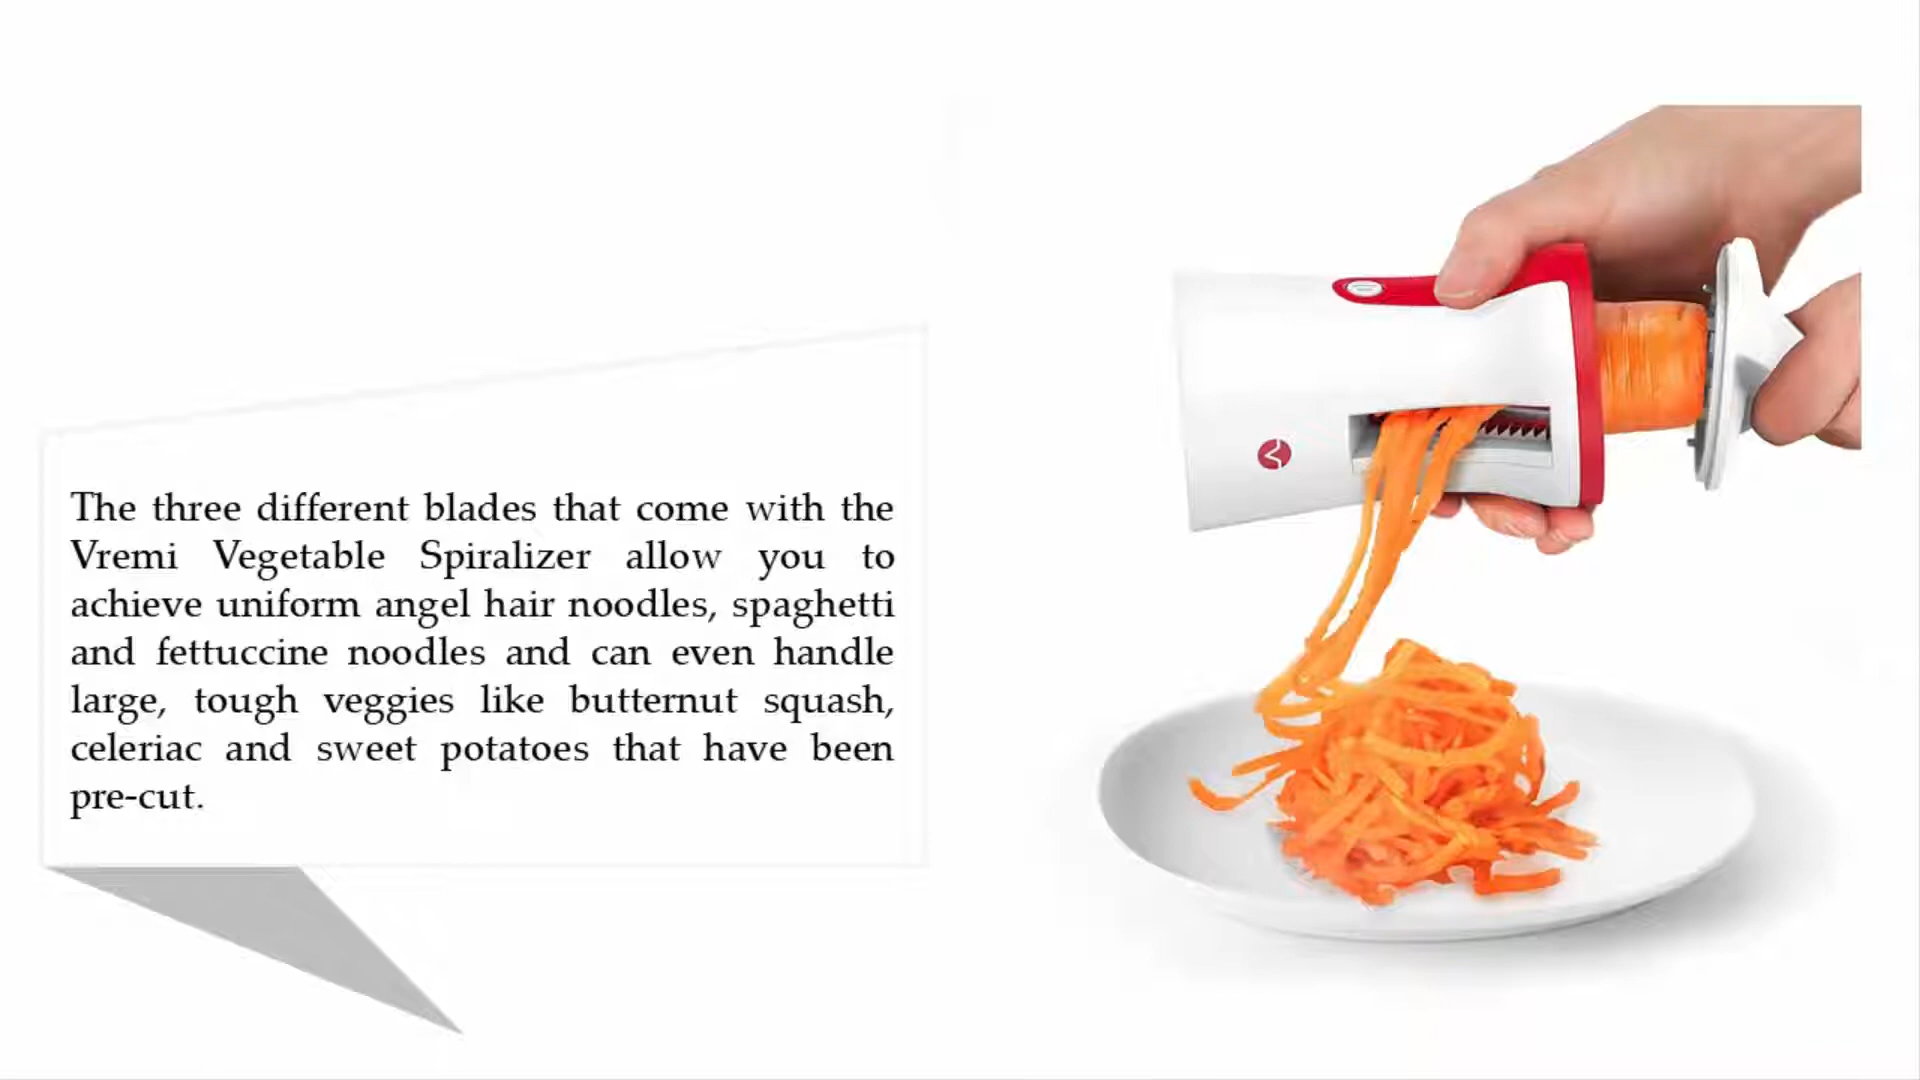 The three different blades that come with the
Vremi Vegetable Spiralizer allow you to
achieve uniform angel hair noodles, spaghetti
and fettuccine noodles and can even handle
large, tough veggies like butternut squash,
celeriac and sweet potatoes that have been
pre-cut.